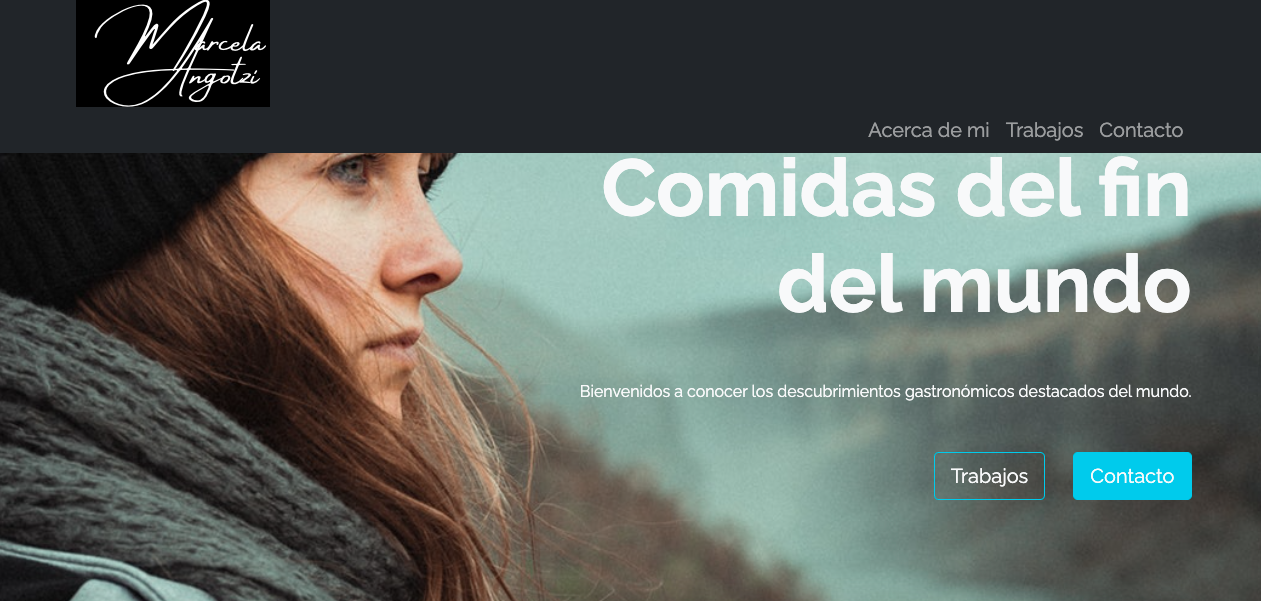 Marcela
Angotzi
Acerca de mi Trabajos Contacto
Comidas del fin
del mundo
Bienvenidos a conocer los descubrimientos gastronómicos destacados del mundo.
Trabajos Contacto